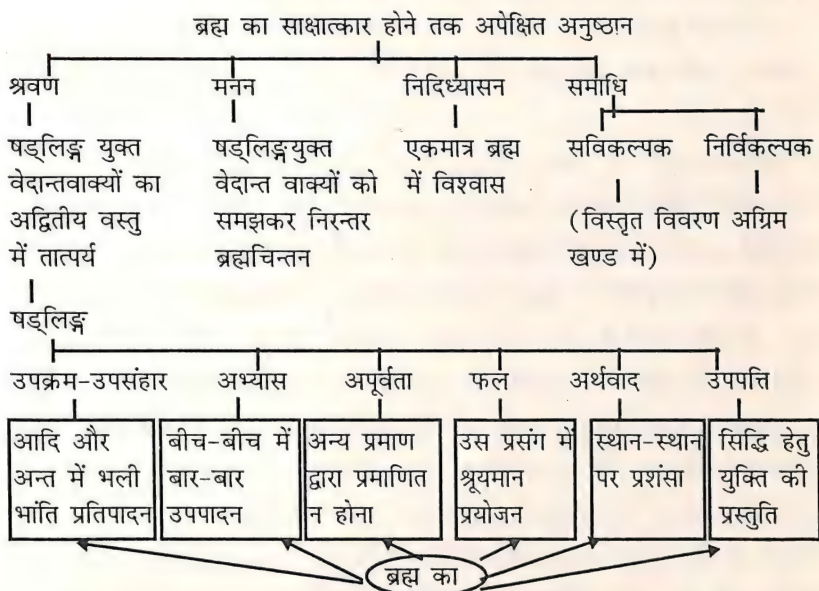 ब्रह्म का साक्षात्कार होने तक अपेक्षित अनुष्ठान
श्रवण
मनन
निदिध्यासन
समाधि
षड्लिङ्ग युक्त
वेदान्तवाक्यों का
अद्वितीय वस्तु
में तात्पर्य
षड्लिङ्गयुक्त
वेदान्त वाक्यों को
समझकर निरन्तर
ब्रह्मचिन्तन
एकमात्र ब्रह्म
में विश्वास
सविकल्पक
निर्विकल्पक
(विस्तृत विवरण अग्रिम
खण्ड में)
षड्लिङ्ग
उपक्रम-उपसंहार
अभ्यास
अपूर्वता
फल
अर्थवाद
उपपत्ति
आदि और
अन्त में भली
भांति प्रतिपादन
बीच-बीच में
बार-बार
उपपादन
अन्य प्रमाण
द्वारा प्रमाणित
न होना
उस प्रसंग में
श्रूयमान
प्रयोजन
स्थान-स्थान
पर प्रशंसा
सिद्धि हेतु
युक्ति की
प्रस्तुति
ब्रह्म का